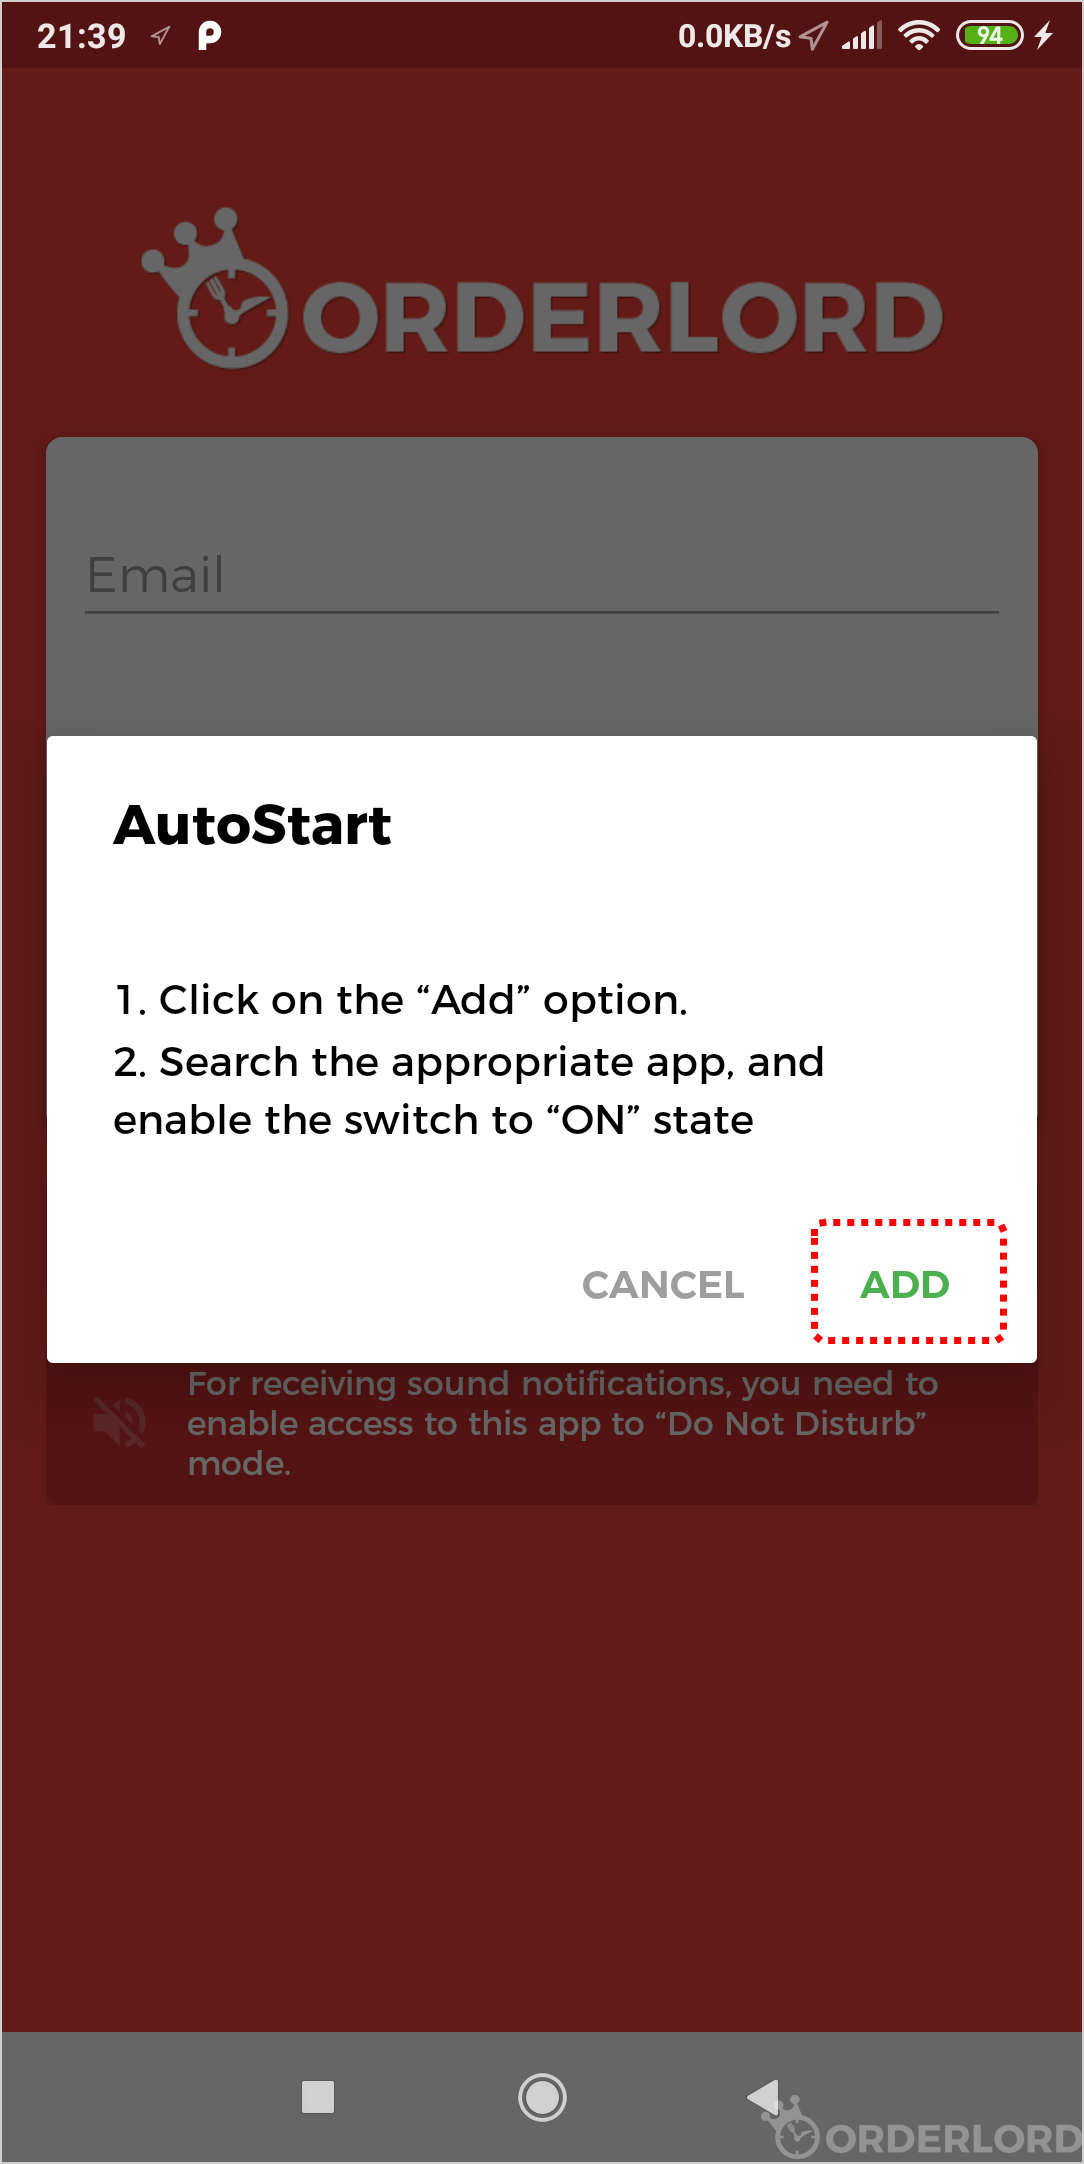 21:39 0.0KB/s 94
ORDERLORD
Email
AutoStart
1. Click on the “Add” option.
2. Search the appropriate app, and
enable the switch to “ON” state
CANCEL ADD
For receiving sound notifications, you need to
enable access to this app to “Do Not Disturb”
mode.
ORDERLORD